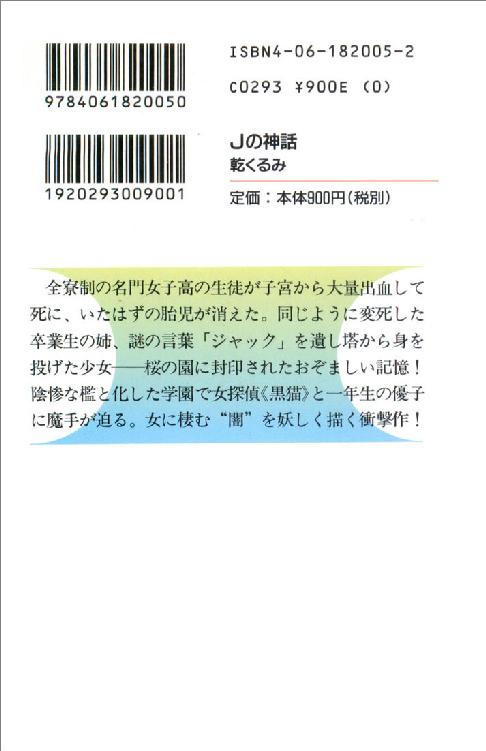 ISBN4-06-182005-2
9784061820050
C0293 ¥900E (0)
1920293009001
Jの神話
乾くるみ
定価：本体900円(税別)
全寮制の名門女子高の生徒が子宮から大量出血して
死に、いたはずの胎児が消えた。同じように変死した
卒業生の姉、謎の言葉「ジャック」を遺し塔から身を
投げた少女――桜の園に封印されたおぞましい記憶！
陰惨な檻と化した学園で女探偵《黒猫》と一年生の優子
に魔手が迫る。女に棲む“闇”を妖しく描く衝撃作！